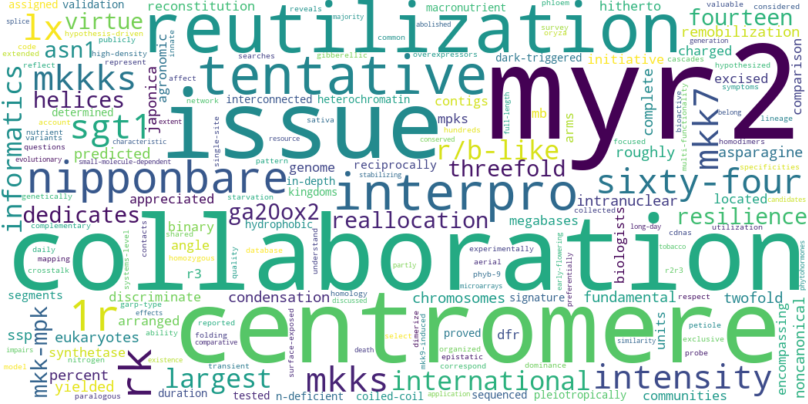 assigned validation reconstitution macronutrient hitherto valuable considered
splice hypothesis-driven reveals majority abolished survey generation
lx virtue reutilization fourteen
code extended publicly common phloem overexpressors oryz4 remobilization
asn1 agronomic innate searches dark-triggered initiative cascades hypothesized
reflect high-density represent gibberellic charged symptoms
mkkks affect tentative myr2 excised comparison
informatics account network interconnected heterochromatin contigs mb complete bioactive belong lineage
helices japonica extent issue sativa mpks full-length arms mkk7 homodimers
nutrient determined sgt1 single-site resource hundreds focused multi-functionality
variants predicted characteristic conserved r/b-like roughly asparagine
questions small-molecule-dependent pattern stabilizing threefold specificities
evolutionary genome reciprocally located candidates
nipponbare in-depth kingdoms interpro sixty-four
genetically starvation collected intranuclear
dedicates appreciated ga20ox2 reallocation megabases biologists long-day utilization resilience
complementary contacts binary shared hydrophobic understand experimentally cdnas tobacco
daily mapping systems-level angle database quality aerial early-flowering r2r3
crosstalk homozygous r3 partly phyb-9 preferentially microarrays phytohormones
collaboration
segments discriminate condensation homology chromosomes signature fundamental respect twofold
1r garp-type effects discussed
arranged reported surface-exposed centromere
ssp eukaryotes ability folding comparative select dimerize mkk9-induced proved dfr petiole units exclusive encompassing noncanonical
mkk-mpk synthetase impairs nitrogen existence death organized epistatic similarity probe
percent rk transient mkks correspond dominance
model yielded largest international intensity
paralogous duration tested n-deficient coiled-coil application sequenced pleiotropically communities